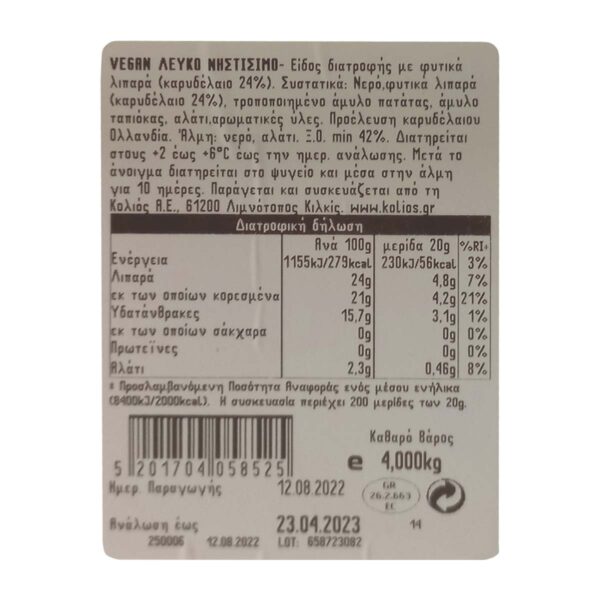 VEGAN ΛΕΥΚΟ ΝΗΣΤΙΣΙΜΟ- Είδος διατροφής με φυτικά
λιπαρά (καρυδέλαιο 24%). Συστατικά: Νερό,φυτικα λιπαρά
(καρυδέλαιο 24%), τροποποιημένο άμυλο πατάτας, άμυλο
ταπιόκας, αλάτι,αρωματικές ύλες. Προέλευση καρυδέλαιου
Ολλανδία. Άλμη: νερό, αλάτι. Ξ.Ο. min 42%. Διατηρείται
στους +2 έως +6°C έως την ημερ. ανάλωσης. Μετά το
άνοιγμα διατηρείται στο ψυγείο και μέσα στην άλμη
για 10 ημέρες. Παράγεται και συσκευάζεται από τη
Κολιός Α.Ε., 61200 Λιμνότοπος Κιλκίς. www.kolios.gr
Διατροφική δήλωση
Ανά 100g μερίδα 20g %RI*
Ενέργεια 1155kJ/279kcal 230kJ/56kcal 3%
Λιπαρά 24g 4,8g 7%
εκ των οποίων κορεσμένα 21g 4,2g 21%
Υδατάνθρακες 15,7g 3,1g 1%
εκ των οποίων σάκχαρα 0g 0g 0%
Πρωτεϊνες 0g 0g 0%
Αλάτι 2,3g 0,46g 8%
* Προσλαμβανόμενη Ποσότητα Αναφοράς ενός μέσου ενήλικα
(8400kJ/2000kcal). Η συσκευασία περιέχει 200 μερίδες των 20g.
Καθαρό Βάρος
e 4,000kg
5 201704 058525
Ημερ. Παραγωγής 12.08.2022
GR
26.2.663
EC
Ανάλωση έως 23.04.2023 14
250006 12.08.2022 LOT: 658723082